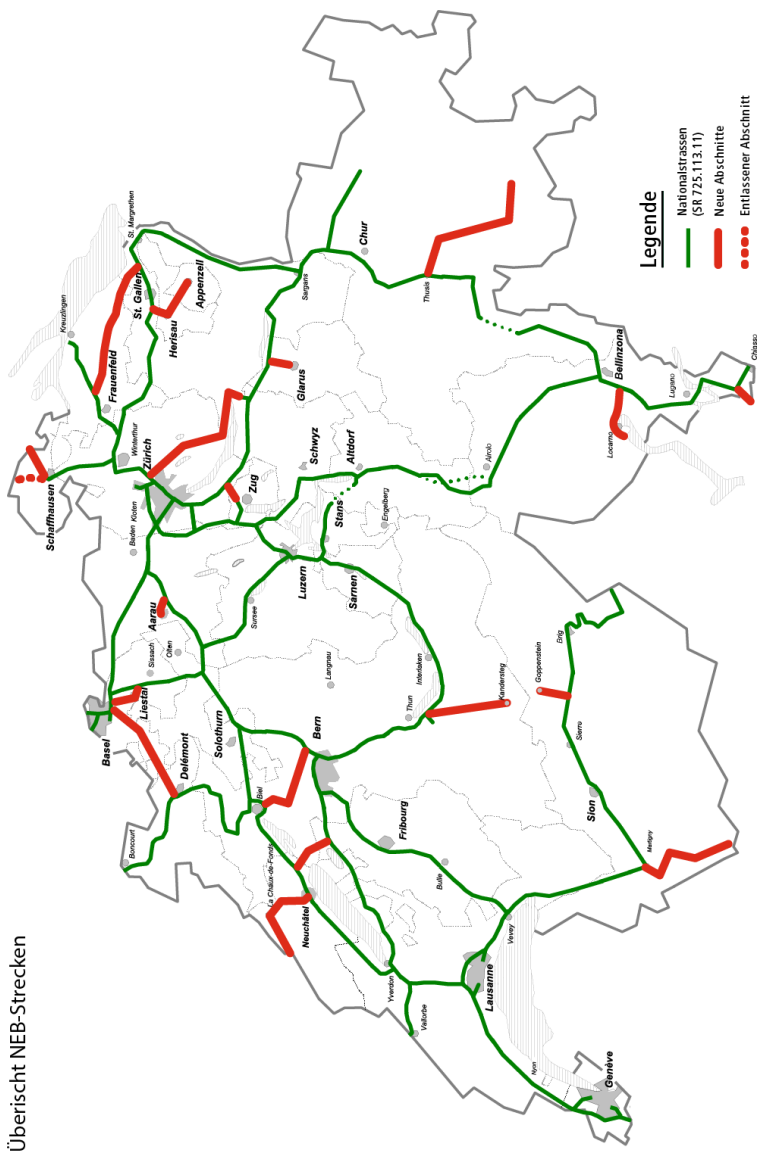 Überischt NEB-Strecken
Schaffhausen
Kreuzlingen
Frauenfeld
St. Margrethen
St. Gallen
Herisau
Appenzell
Winterthur
Zürich
Kloten
Baden
Basel
Liestal
Sissach
Olten
Aarau
Delémont
Solothurn
Boncourt
Biel
Bern
La Chaux-de-Fonds
Neuchâtel
Fribourg
Bulle
Yverdon
Vallorbe
Lausanne
Vevey
Nyon
Genève
Sursee
Luzern
Zug
Schwyz
Altdorf
Stans
Sarnen
Engelberg
Langnau
Interlaken
Thun
Kandersteg
Goppenstein
Brig
Sierre
Sion
Martigny
Glarus
Sargans
Chur
Thusis
Airolo
Bellinzona
Locarno
Lugano
Chiasso
Legende
Nationalstrassen
(SR 725.113.11)
Neue Abschnitte
Entlassener Abschnitt